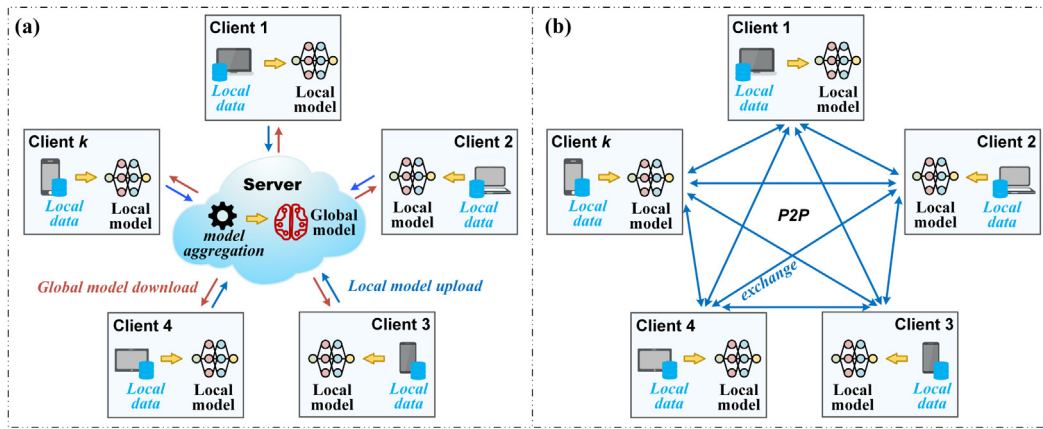 (a)
Client 1
Local
data
Local
model
Client k
Local
data
Local
model
Client 2
Local
model
Local
data
Server
model
aggregation
Global
model
Global model download
Local model upload
Client 4
Local
data
Local
model
Client 3
Local
model
Local
data
(b)
Client 1
Local
data
Local
model
Client k
Local
data
Local
model
Client 2
Local
model
Local
data
P2P
exchange
Client 4
Local
data
Local
model
Client 3
Local
model
Local
data